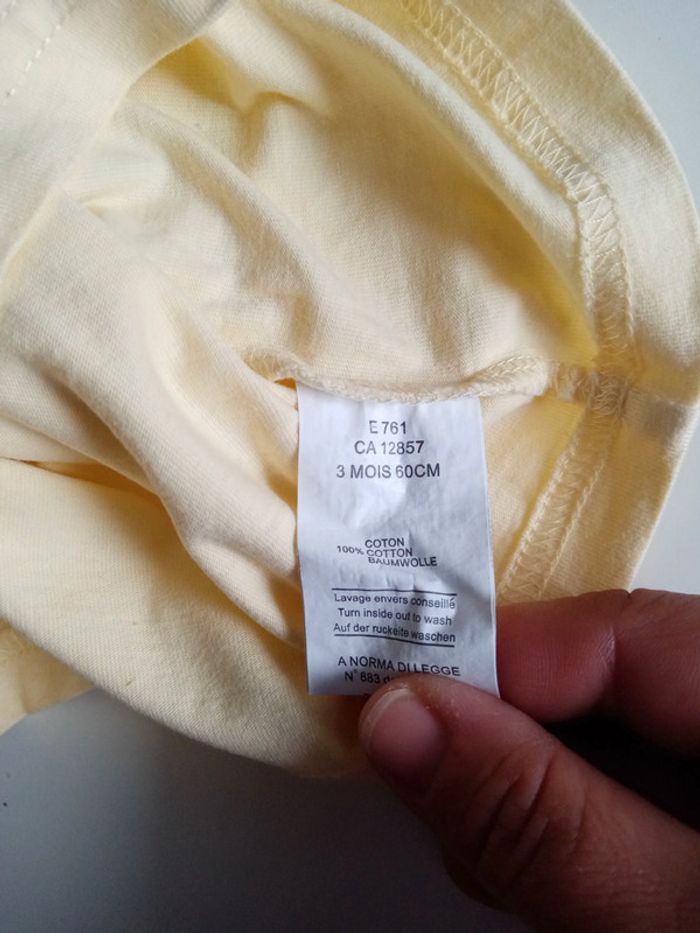 E 761
CA 12857
3 MOIS 60CM
COTON
100% COTTON
BAUMWOLLE
Lavage envers conseillé
Turn inside out to wash
Auf der ruckeite waschen
A NORMA DI LEGGE
N° 883